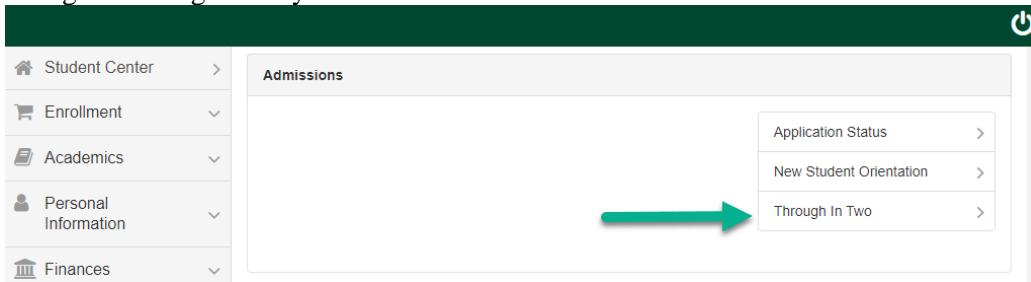 Student Center
Enrollment
Academics
Personal
Information
Finances
Admissions
Application Status
New Student Orientation
Through In Two